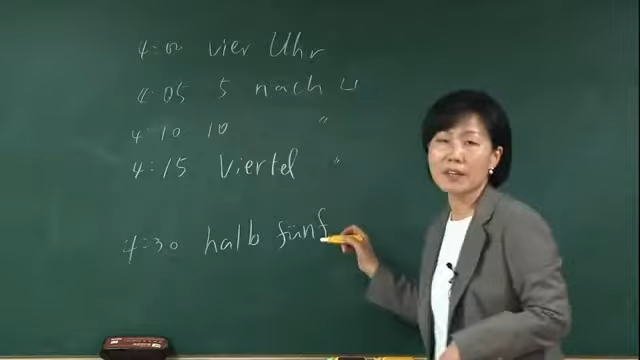 4:00 vier Uhr
4:05 5 nach 4
4:10 10 "
4:15 Viertel "
4:30 halb fünf